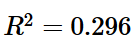 R² = 0.296